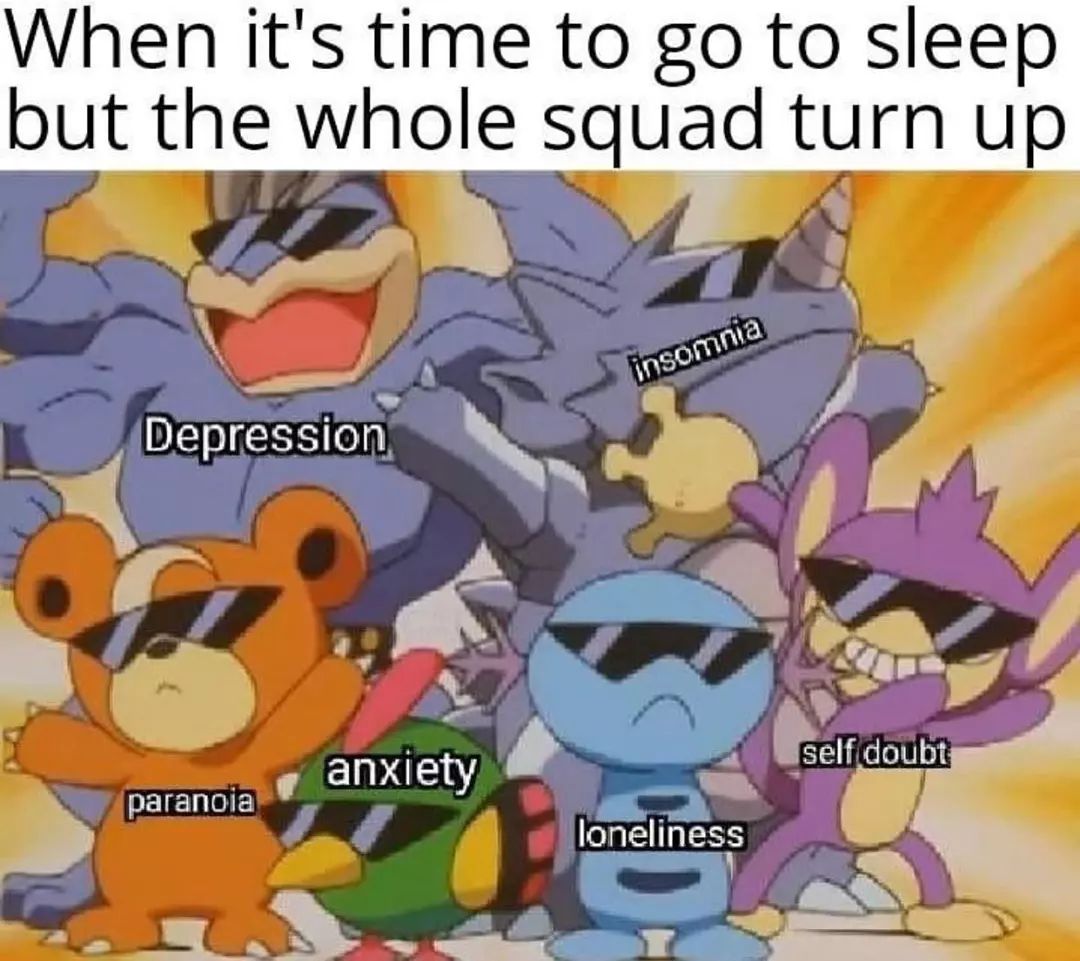 When it's time to go to sleep
but the whole squad turn up
insomnia
Depression
self doubt
anxiety
paranoia
loneliness